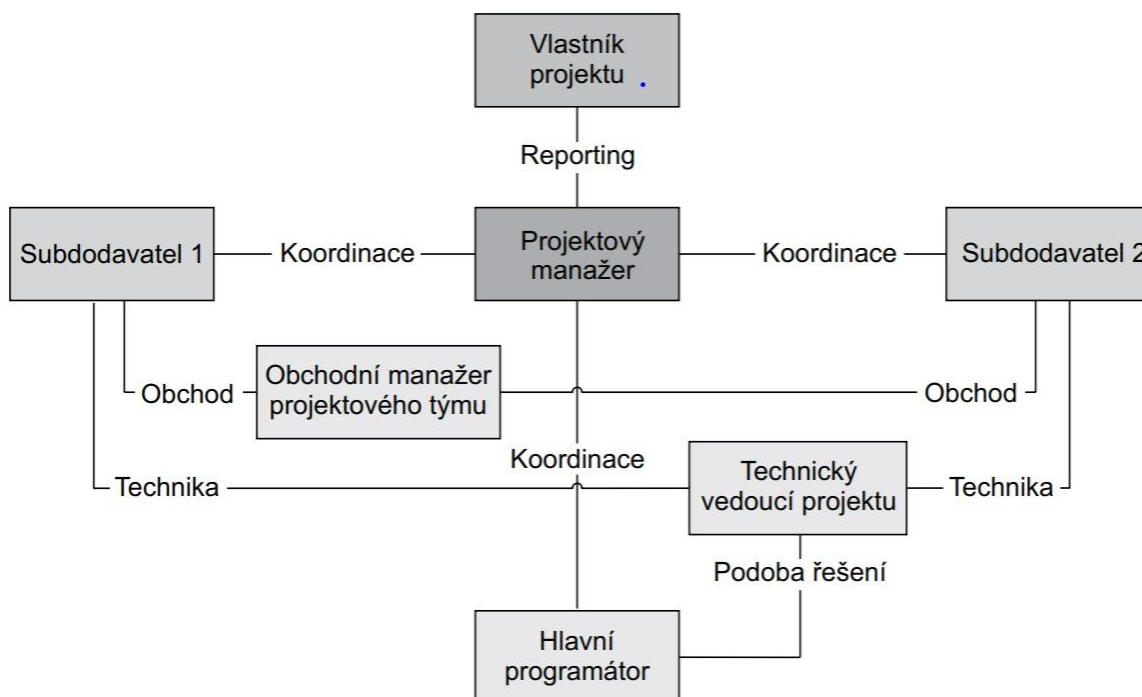 Vlastník
projektu
Reporting
Subdodavatel 1
Koordinace
Projektový
manažer
Koordinace
Subdodavatel 2
Obchod
Obchodní manažer
projektového týmu
Obchod
Koordinace
Technika
Technický
vedoucí projektu
Technika
Podoba řešení
Hlavní
programátor